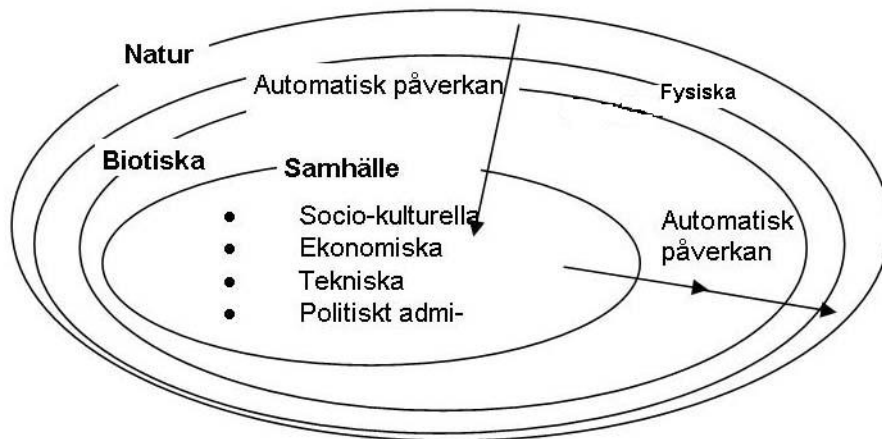 Natur
Automatisk påverkan
Fysiska
Biotiska
Samhälle
• Socio-kulturella
• Ekonomiska
• Tekniska
• Politiskt admi-
Automatisk
påverkan